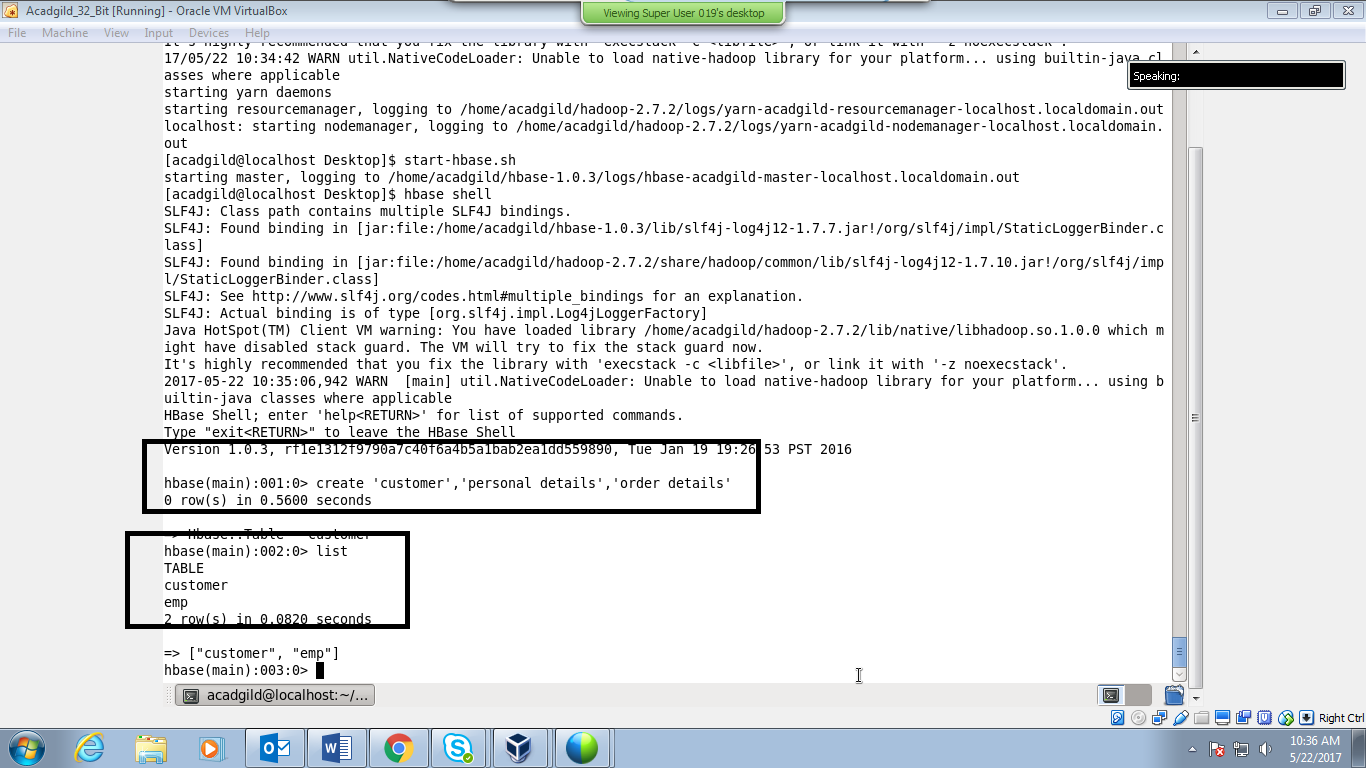 Acadgild_32_Bit [Running] - Oracle VM VirtualBox
Viewing Super User 019's desktop
File Machine View Input Devices Help
It's highly recommended that you fix the library with 'execstack -c <libfile>', or link it with '-z noexecstack'.
17/05/22 10:34:42 WARN util.NativeCodeLoader: Unable to load native-hadoop library for your platform... using builtin-java cl
asses where applicable
Speaking:
starting yarn daemons
starting resourcemanager, logging to /home/acadgild/hadoop-2.7.2/logs/yarn-acadgild-resourcemanager-localhost.localdomain.out
localhost: starting nodemanager, logging to /home/acadgild/hadoop-2.7.2/logs/yarn-acadgild-nodemanager-localhost.localdomain.
out
[acadgild@localhost Desktop]$ start-hbase.sh
starting master, logging to /home/acadgild/hbase-1.0.3/logs/hbase-acadgild-master-localhost.localdomain.out
[acadgild@localhost Desktop]$ hbase shell
SLF4J: Class path contains multiple SLF4J bindings.
SLF4J: Found binding in [jar:file:/home/acadgild/hbase-1.0.3/lib/slf4j-log4j12-1.7.7.jar!/org/slf4j/impl/StaticLoggerBinder.c
lass]
SLF4J: Found binding in [jar:file:/home/acadgild/hadoop-2.7.2/share/hadoop/common/lib/slf4j-log4j12-1.7.10.jar!/org/slf4j/imp
l/StaticLoggerBinder.class]
SLF4J: See http://www.slf4j.org/codes.html#multiple_bindings for an explanation.
SLF4J: Actual binding is of type [org.slf4j.impl.Log4jLoggerFactory]
Java HotSpot(TM) Client VM warning: You have loaded library /home/acadgild/hadoop-2.7.2/lib/native/libhadoop.so.1.0.0 which m
ight have disabled stack guard. The VM will try to fix the stack guard now.
It's highly recommended that you fix the library with 'execstack -c <libfile>', or link it with '-z noexecstack'.
2017-05-22 10:35:06,942 WARN  [main] util.NativeCodeLoader: Unable to load native-hadoop library for your platform... using b
uiltin-java classes where applicable
HBase Shell; enter 'help<RETURN>' for list of supported commands.
Type "exit<RETURN>" to leave the HBase Shell
Version 1.0.3, rf1e1312f9790a7c40f6a4b5a1bab2ea1dd559890, Tue Jan 19 19:26:53 PST 2016
hbase(main):001:0> create 'customer','personal details','order details'
0 row(s) in 0.5600 seconds
=> Hbase::Table - customer
hbase(main):002:0> list
TABLE
customer
emp
2 row(s) in 0.0820 seconds
=> ["customer", "emp"]
hbase(main):003:0>
acadgild@localhost:~/...
Right Ctrl
10:36 AM
5/22/2017